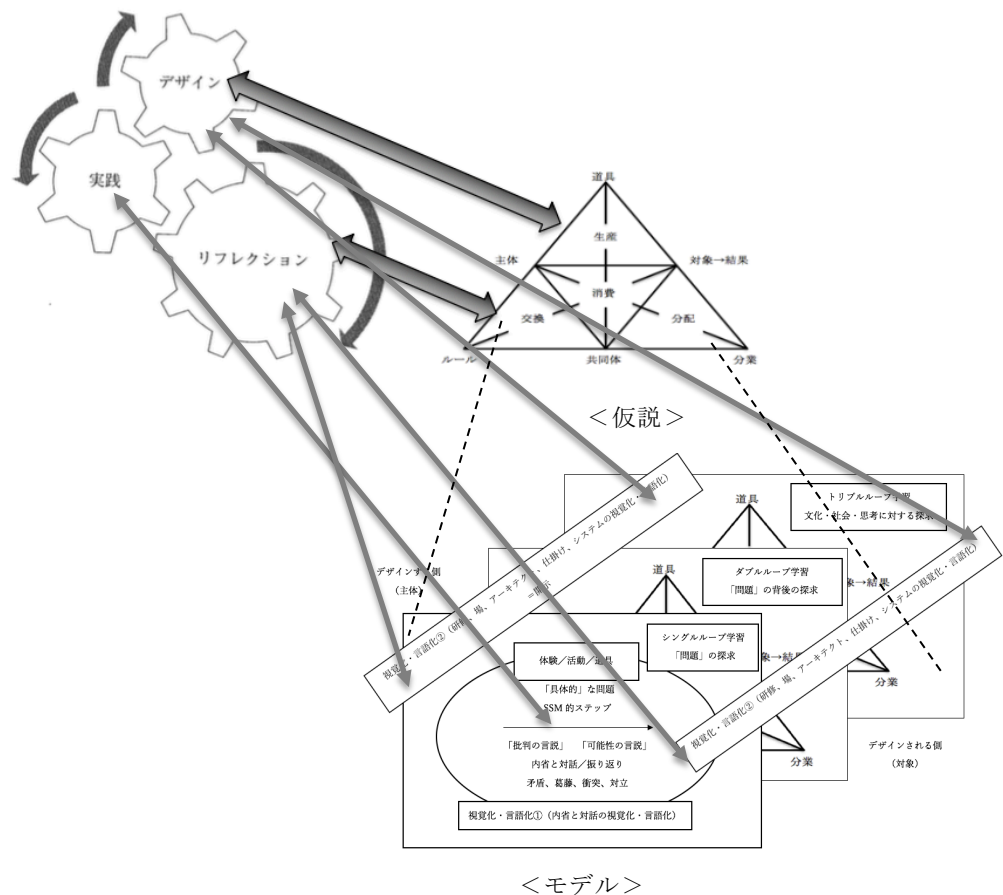 デザイン
実践
リフレクション
道具
生産
主体
対象→結果
消費
交換
分配
ルール
共同体
分業
＜仮説＞
トリプルループ学習
文化・社会・思考に対する探求
道具
象→結果
分業
ダブルループ学習
「問題」の背後の探求
道具
象→結果
分業
シングルループ学習
「問題」の探求
デザインす 側
（主体）
視覚化・言語化③（研修、場、アーキテクト、仕掛け、システムの視覚化・言語化）
＝開示
視覚化・言語化②（研修、場、アーキテクト、仕掛け、システムの視覚化・言語化）
体験／活動／道具
「具体的」な問題
SSM 的ステップ
「批判の言説」　「可能性の言説」
内省と対話／振り返り
矛盾、葛藤、衝突、対立
視覚化・言語化①（内省と対話の視覚化・言語化）
デザインされる側
（対象）
＜モデル＞